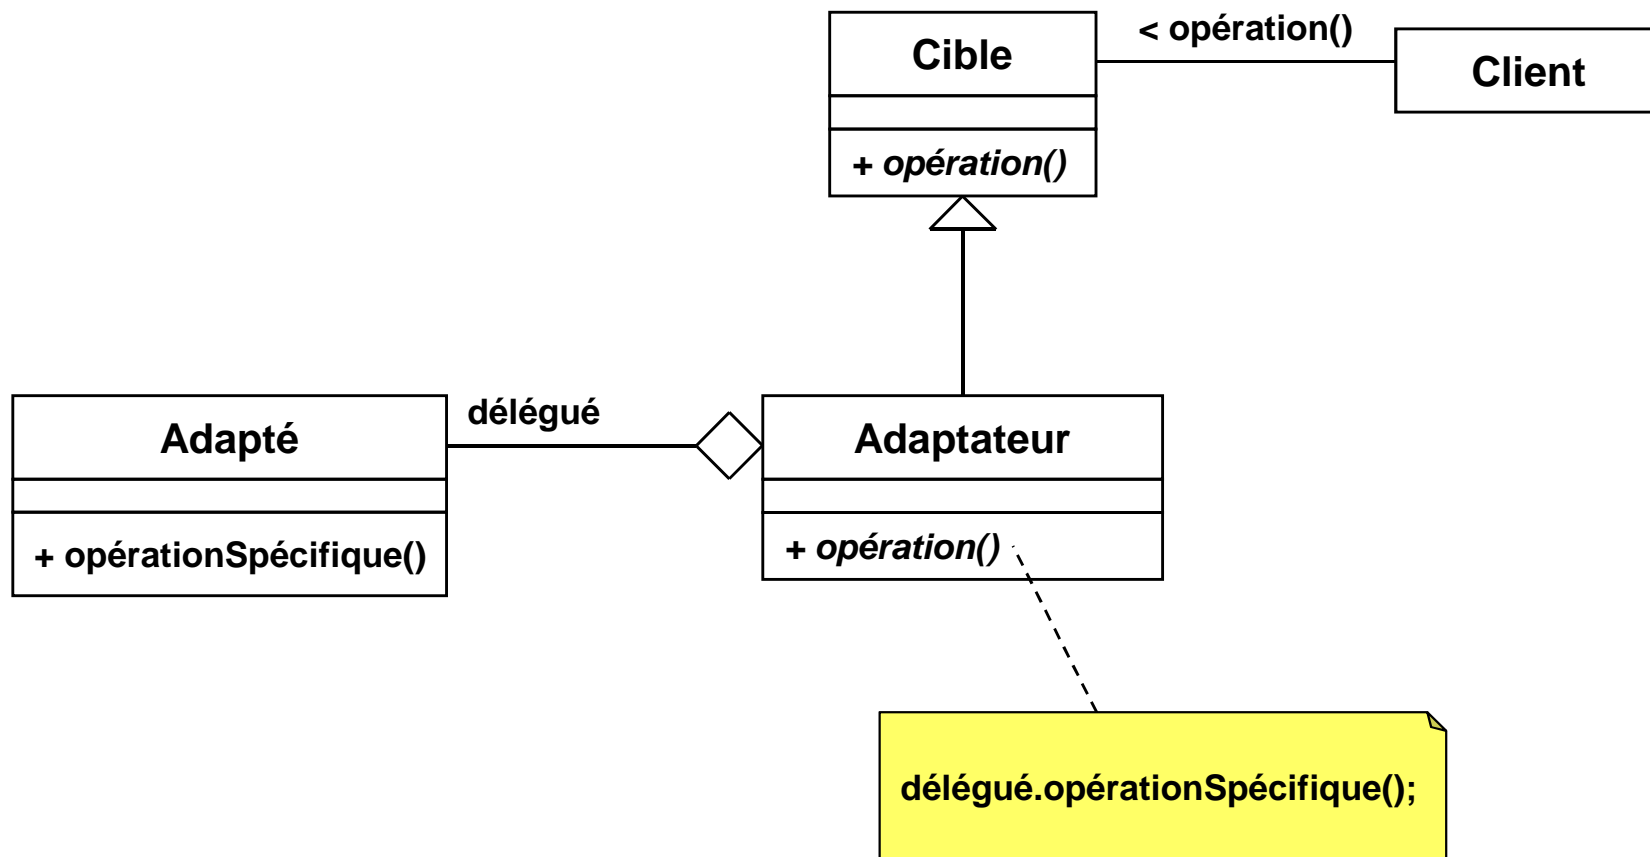 Cible
< opération()
Client
+ opération()
Adapté
délégué
Adaptateur
+ opérationSpécifique()
+ opération()
délégué.opérationSpécifique();